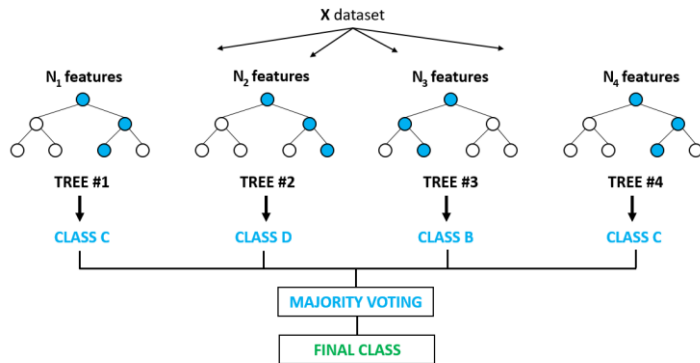 X dataset
N₁ features
N₂ features
N₃ features
N₄ features
TREE #1
TREE #2
TREE #3
TREE #4
CLASS C
CLASS D
CLASS B
CLASS C
MAJORITY VOTING
FINAL CLASS